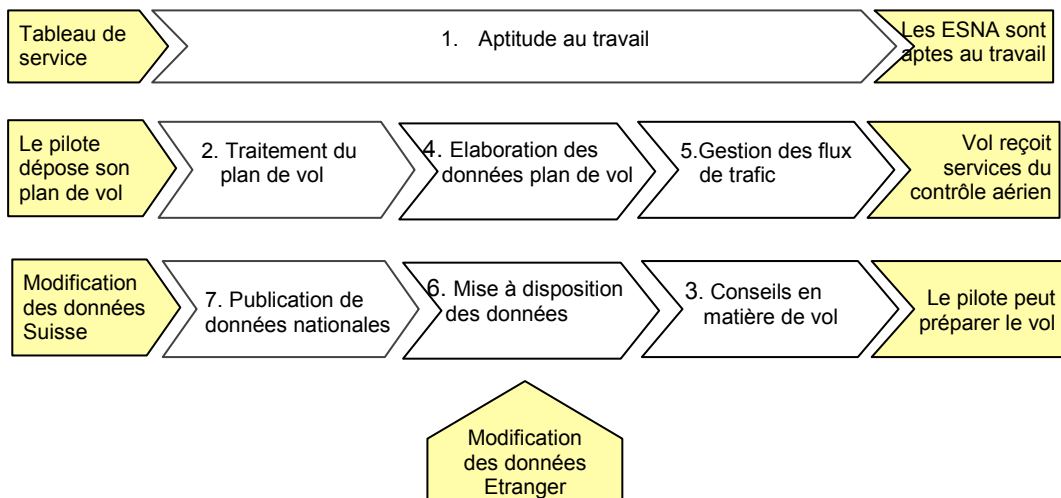 Tableau de
service
1. Aptitude au travail
Les ESNA sont
aptes au travail
Le pilote
dépose son
plan de vol
2. Traitement du
plan de vol
4. Elaboration des
données plan de vol
5.Gestion des flux
de trafic
Vol reçoit
services du
contrôle aérien
Modification
des données
Suisse
7. Publication de
données nationales
6. Mise à disposition
des données
3. Conseils en
matière de vol
Le pilote peut
préparer le vol
Modification
des données
Etranger